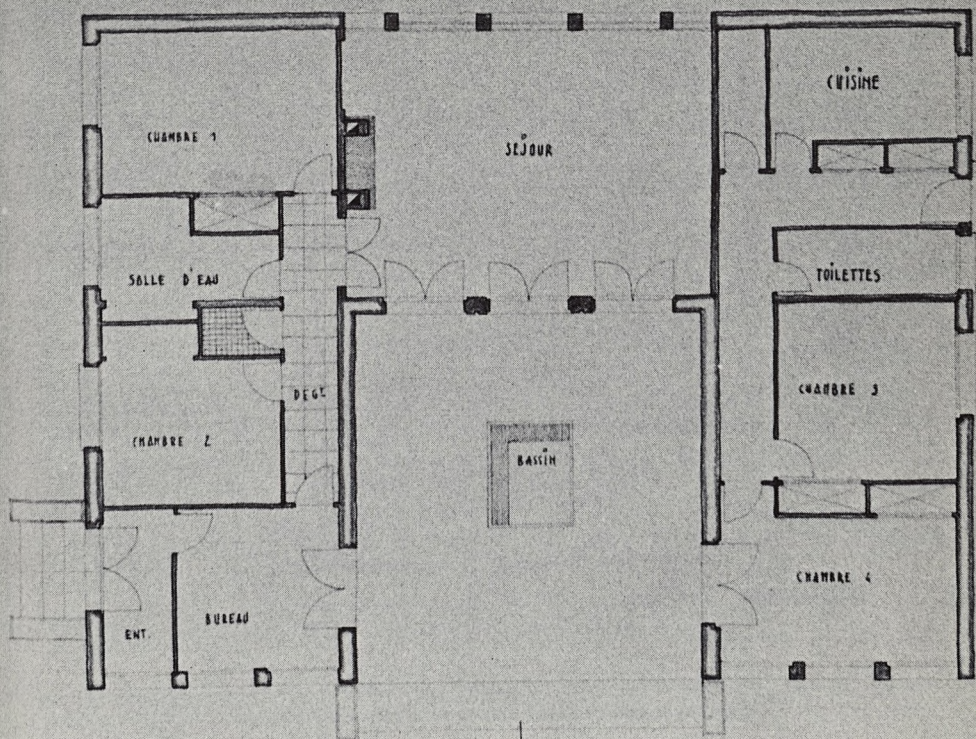 CUISINE
CHAMBRE 1
SÉJOUR
SALLE D'EAU
TOILETTES
DEGT
CHAMBRE 3
CHAMBRE 2
BASSIN
CHAMBRE 4
BUREAU
ENT.